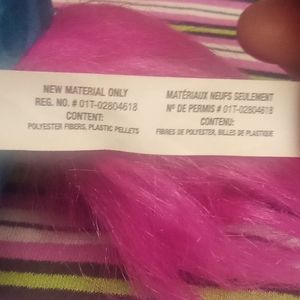 NEW MATERIAL ONLY
REG. NO. # 01T-02804618
CONTENT:
POLYESTER FIBERS, PLASTIC PELLETS
MATÉRIAUX NEUFS SEULEMENT
Nº DE PERMIS # 01T-02804618
CONTENU:
FIBRES DE POLYESTER, BILLES DE PLASTIQUE